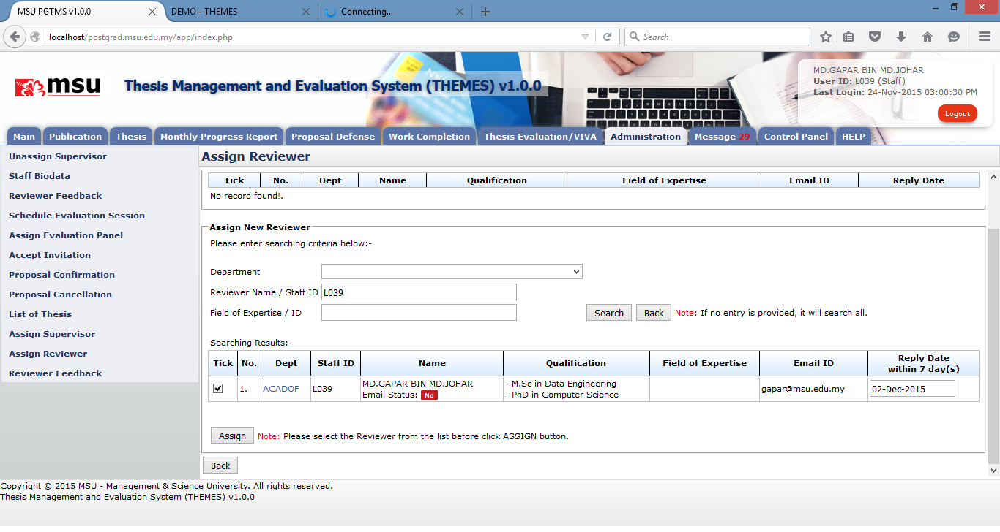 MSU PGTMS v1.0.0
DEMO - THEMES
Connecting...
localhost/postgrad.msu.edu.my/app/index.php
Search
msu
Thesis Management and Evaluation System (THEMES) v1.0.0
MD.GAPAR BIN MD.JOHAR
User ID: L039 (Staff)
Last Login: 24-Nov-2015 03:00:30 PM
Logout
Main Publication Thesis Monthly Progress Report Proposal Defense Work Completion Thesis Evaluation/VIVA Administration Message 29 Control Panel HELP
Unassign Supervisor
Staff Biodata
Reviewer Feedback
Schedule Evaluation Session
Assign Evaluation Panel
Accept Invitation
Proposal Confirmation
Proposal Cancellation
List of Thesis
Assign Supervisor
Assign Reviewer
Reviewer Feedback
Assign Reviewer
Tick No. Dept Name Qualification Field of Expertise Email ID Reply Date
No record found!.
Assign New Reviewer
Please enter searching criteria below:-
Department
Reviewer Name / Staff ID L039
Field of Expertise / ID Search Back Note: If no entry is provided, it will search all.
Searching Results:-
Tick No. Dept Staff ID Name Qualification Field of Expertise Email ID Reply Date
within 7 day(s)
1. ACADOF L039 MD.GAPAR BIN MD.JOHAR
Email Status: No
- M.Sc in Data Engineering
- PhD in Computer Science
gapar@msu.edu.my 02-Dec-2015
Assign Note: Please select the Reviewer from the list before click ASSIGN button.
Back
Copyright © 2015 MSU - Management & Science University. All rights reserved.
Thesis Management and Evaluation System (THEMES) v1.0.0